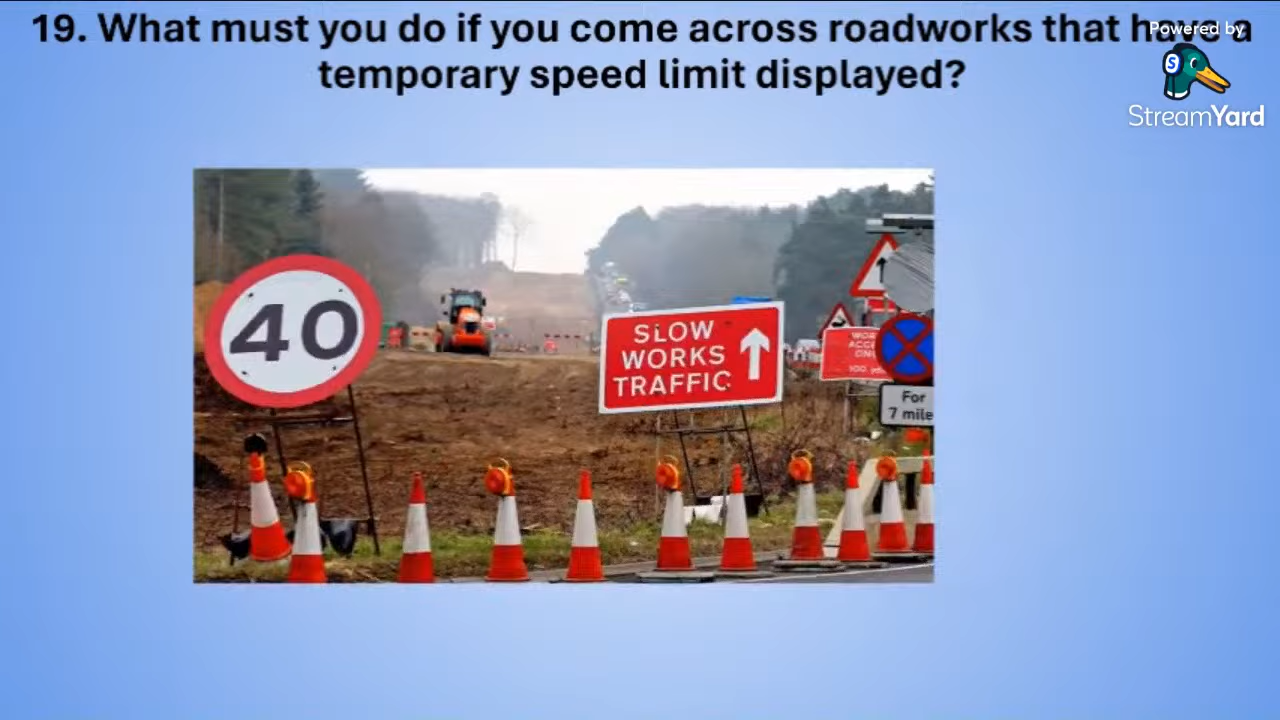 19. What must you do if you come across roadworks that have a
temporary speed limit displayed?
Powered by
StreamYard
40
SLOW
WORKS
TRAFFIC
For
7 mile